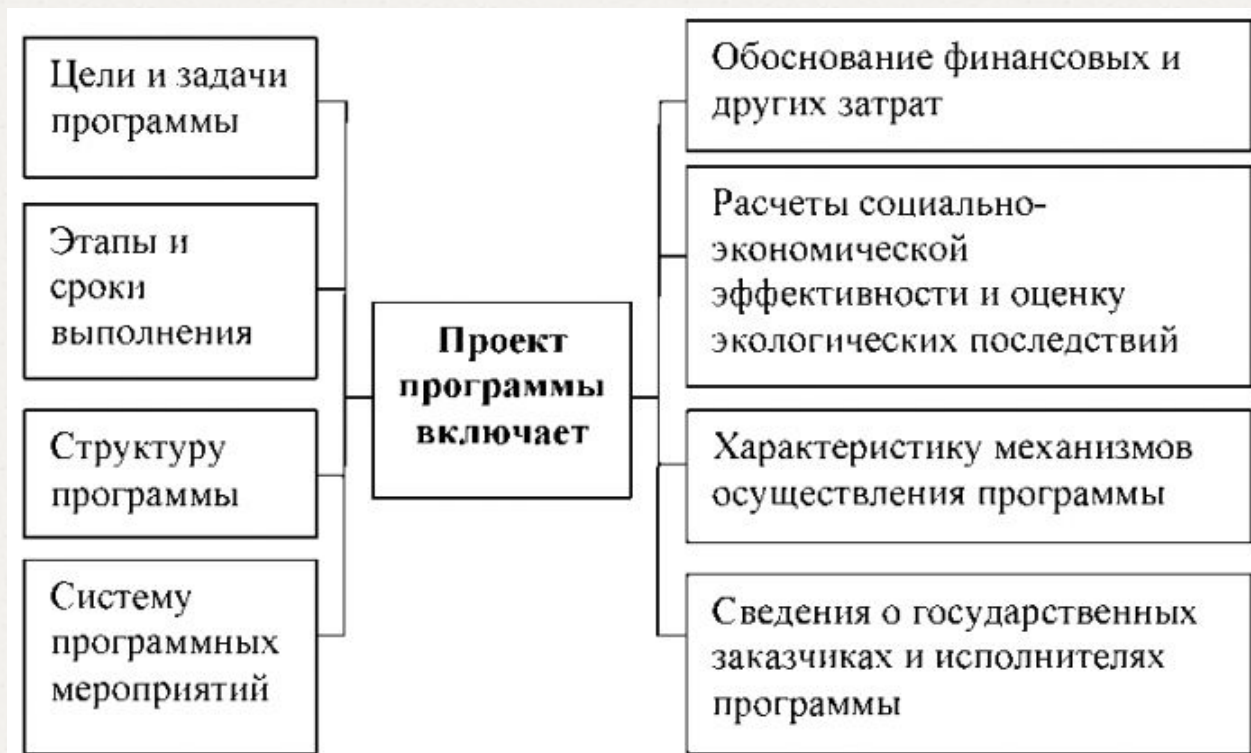 Цели и задачи
программы
Этапы и
сроки
выполнения
Структуру
программы
Систему
программных
мероприятий
Проект
программы
включает
Обоснование финансовых и
других затрат
Расчеты социально-
экономической
эффективности и оценку
экологических последствий
Характеристику механизмов
осуществления программы
Сведения о государственных
заказчиках и исполнителях
программы